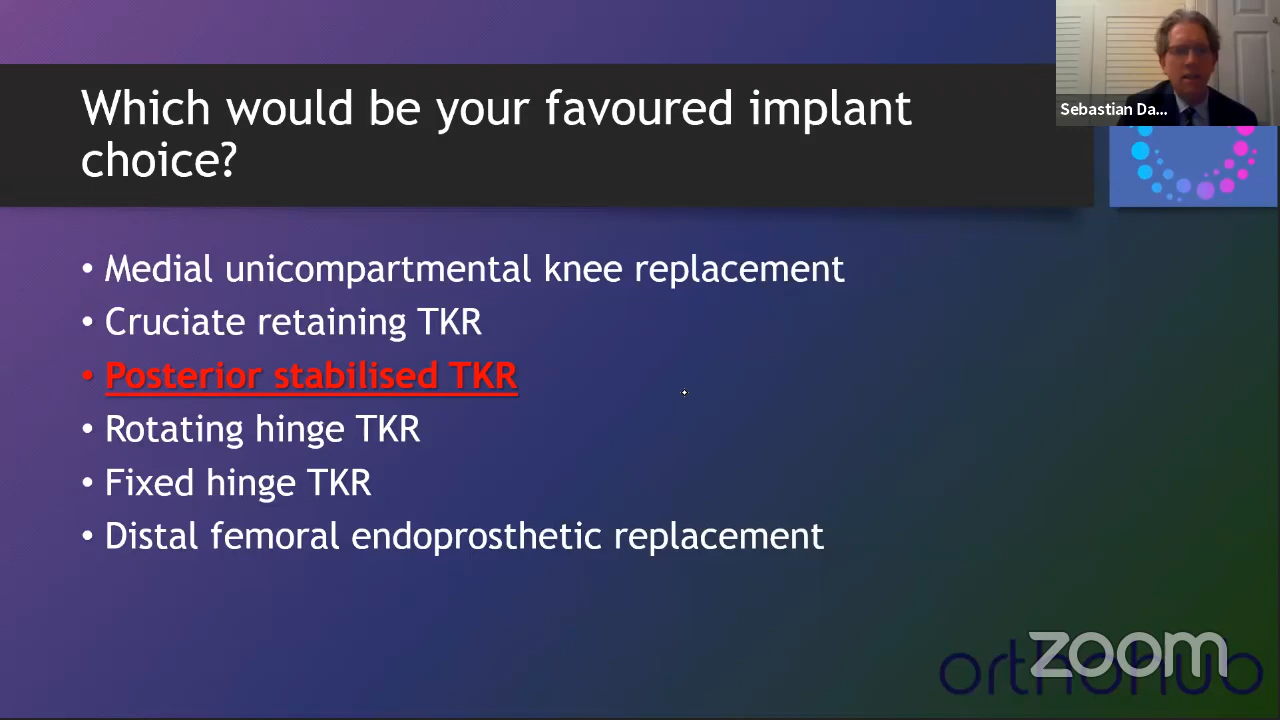 Which would be your favoured implant
choice?
Sebastian Da...
• Medial unicompartmental knee replacement
• Cruciate retaining TKR
• Posterior stabilised TKR
• Rotating hinge TKR
• Fixed hinge TKR
• Distal femoral endoprosthetic replacement
zoom
orthohub